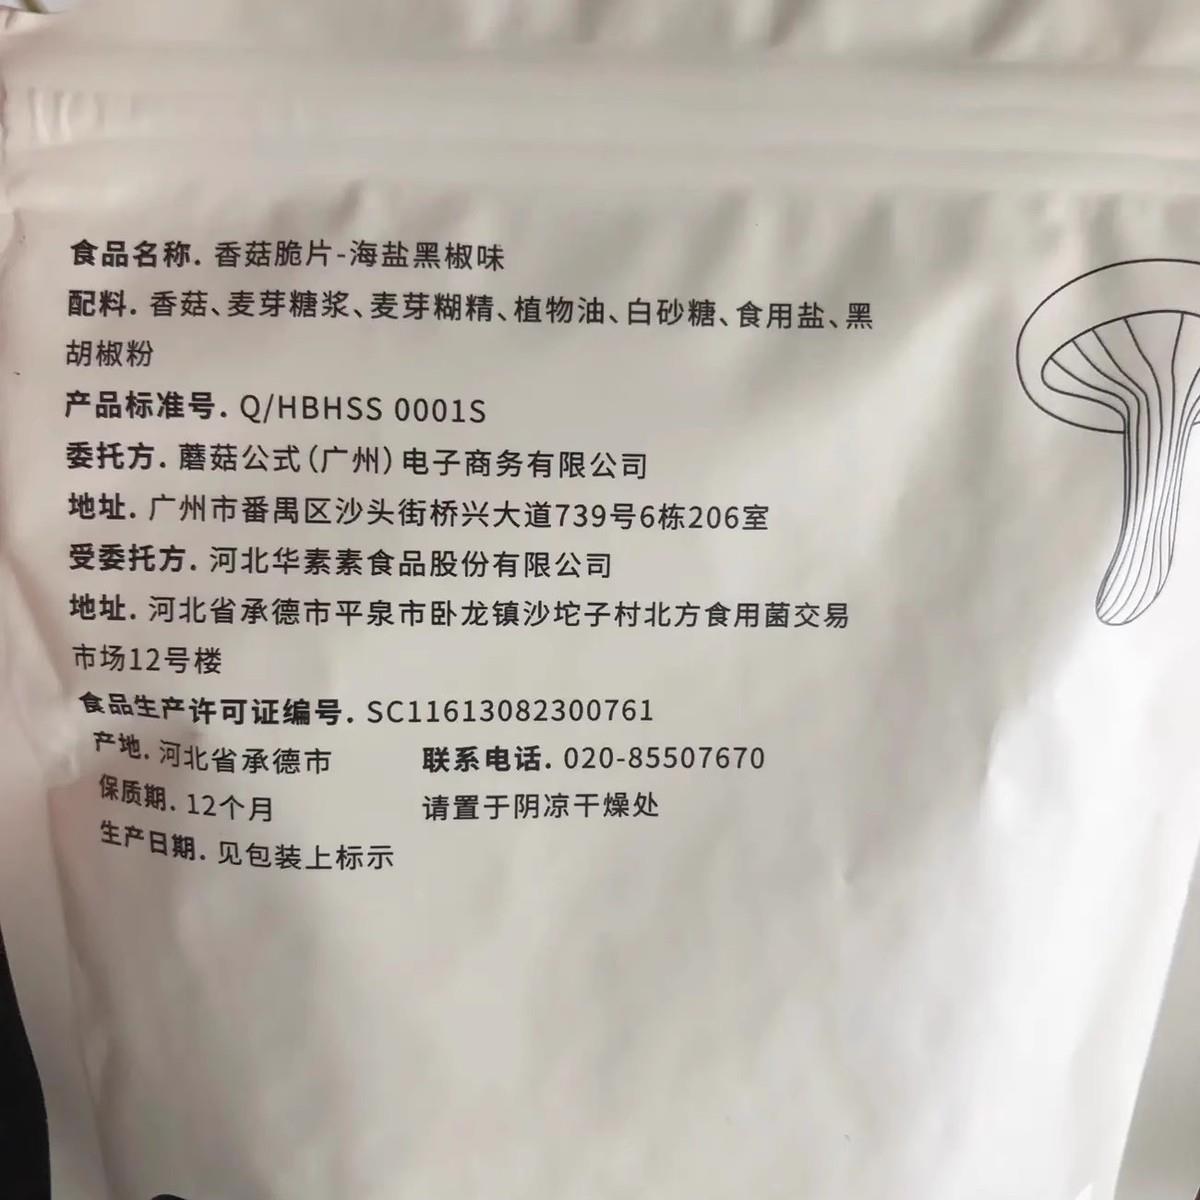 食品名称. 香菇脆片-海盐黑椒味
配料. 香菇、麦芽糖浆、麦芽糊精、植物油、白砂糖、食用盐、黑
胡椒粉
产品标准号. Q/HBHSS 0001S
委托方. 蘑菇公式(广州)电子商务有限公司
地址. 广州市番禺区沙头街桥兴大道739号6栋206室
受委托方. 河北华素素食品股份有限公司
地址. 河北省承德市平泉市卧龙镇沙坨子村北方食用菌交易
市场12号楼
食品生产许可证编号. SC11613082300761
产地. 河北省承德市 联系电话. 020-85507670
保质期. 12个月 请置于阴凉干燥处
生产日期. 见包装上标示